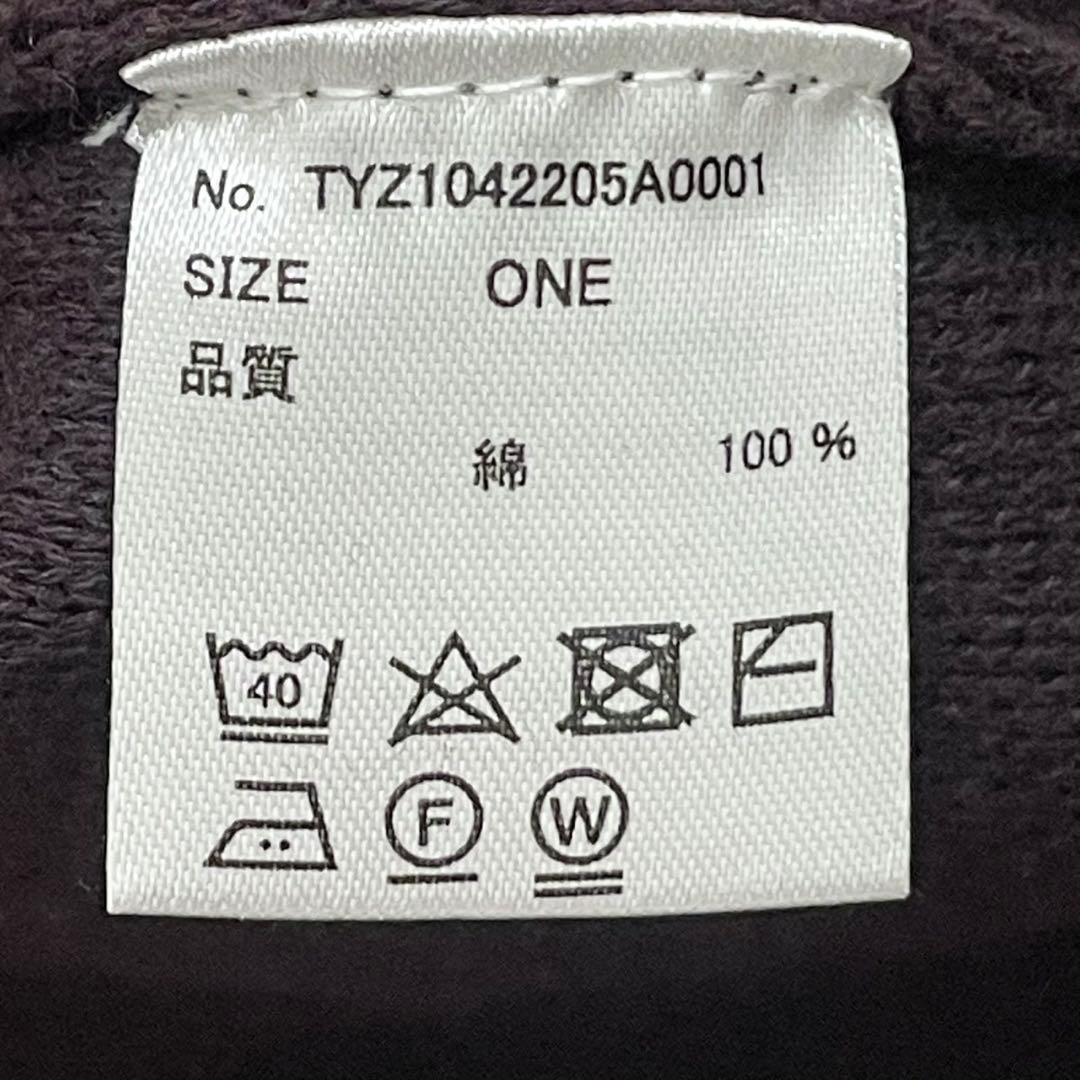 No. TYZ1042205A0001
SIZE ONE
品質
綿 100 %
40
F W